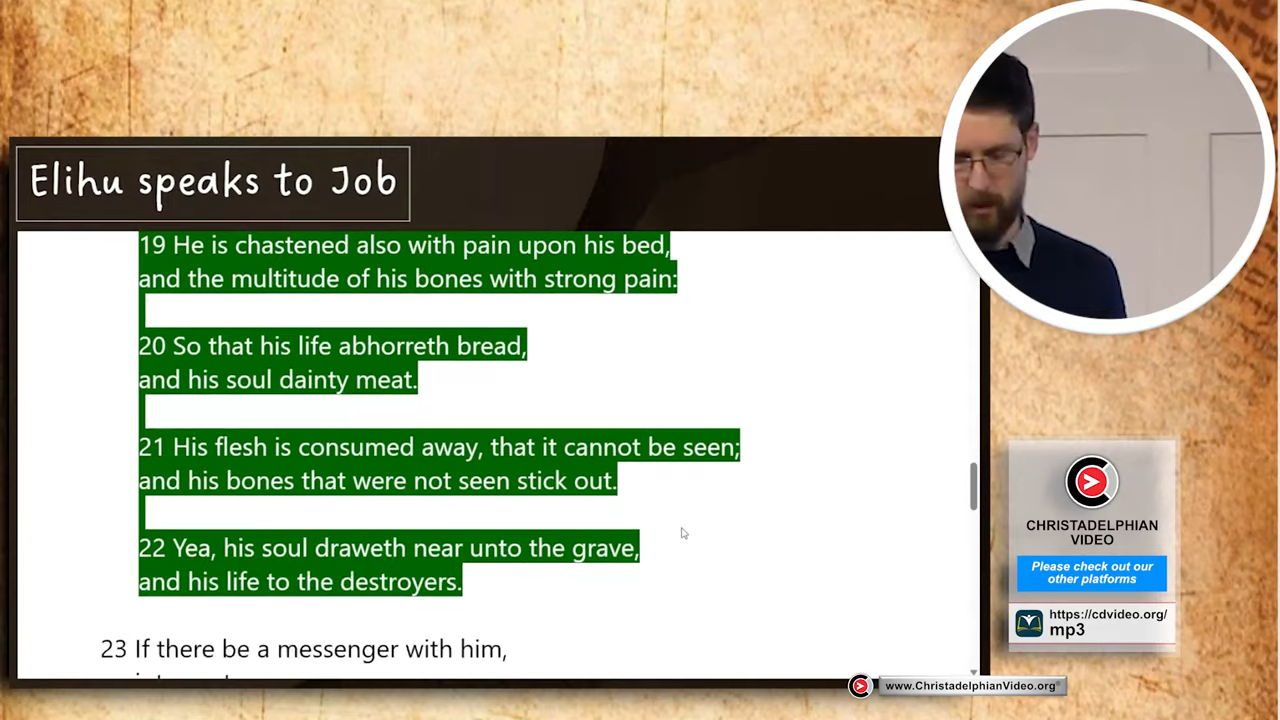 Elihu speaks to Job
19 He is chastened also with pain upon his bed,
and the multitude of his bones with strong pain:
20 So that his life abhorreth bread,
and his soul dainty meat.
21 His flesh is consumed away, that it cannot be seen;
and his bones that were not seen stick out.
22 Yea, his soul draweth near unto the grave,
and his life to the destroyers.
23 If there be a messenger with him,
CHRISTADELPHIAN
VIDEO
Please check out our
other platforms
https://cdvideo.org/
mp3
www.ChristadelphianVideo.org